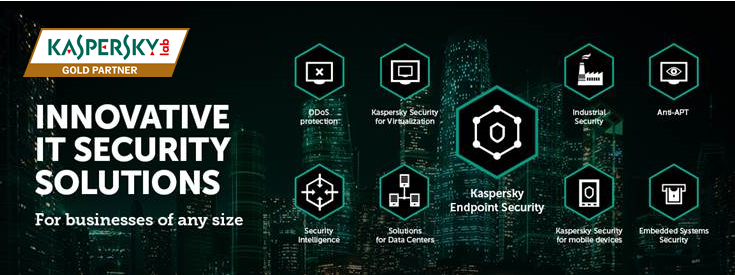 KASPERSKY lab
GOLD PARTNER
INNOVATIVE
IT SECURITY
SOLUTIONS
For businesses of any size
DDoS
protection
Kaspersky Security
for Virtualization
Kaspersky
Endpoint Security
Industrial
Security
Anti-APT
Security
Intelligence
Solutions
for Data Centers
Kaspersky Security
for mobile devices
Embedded Systems
Security